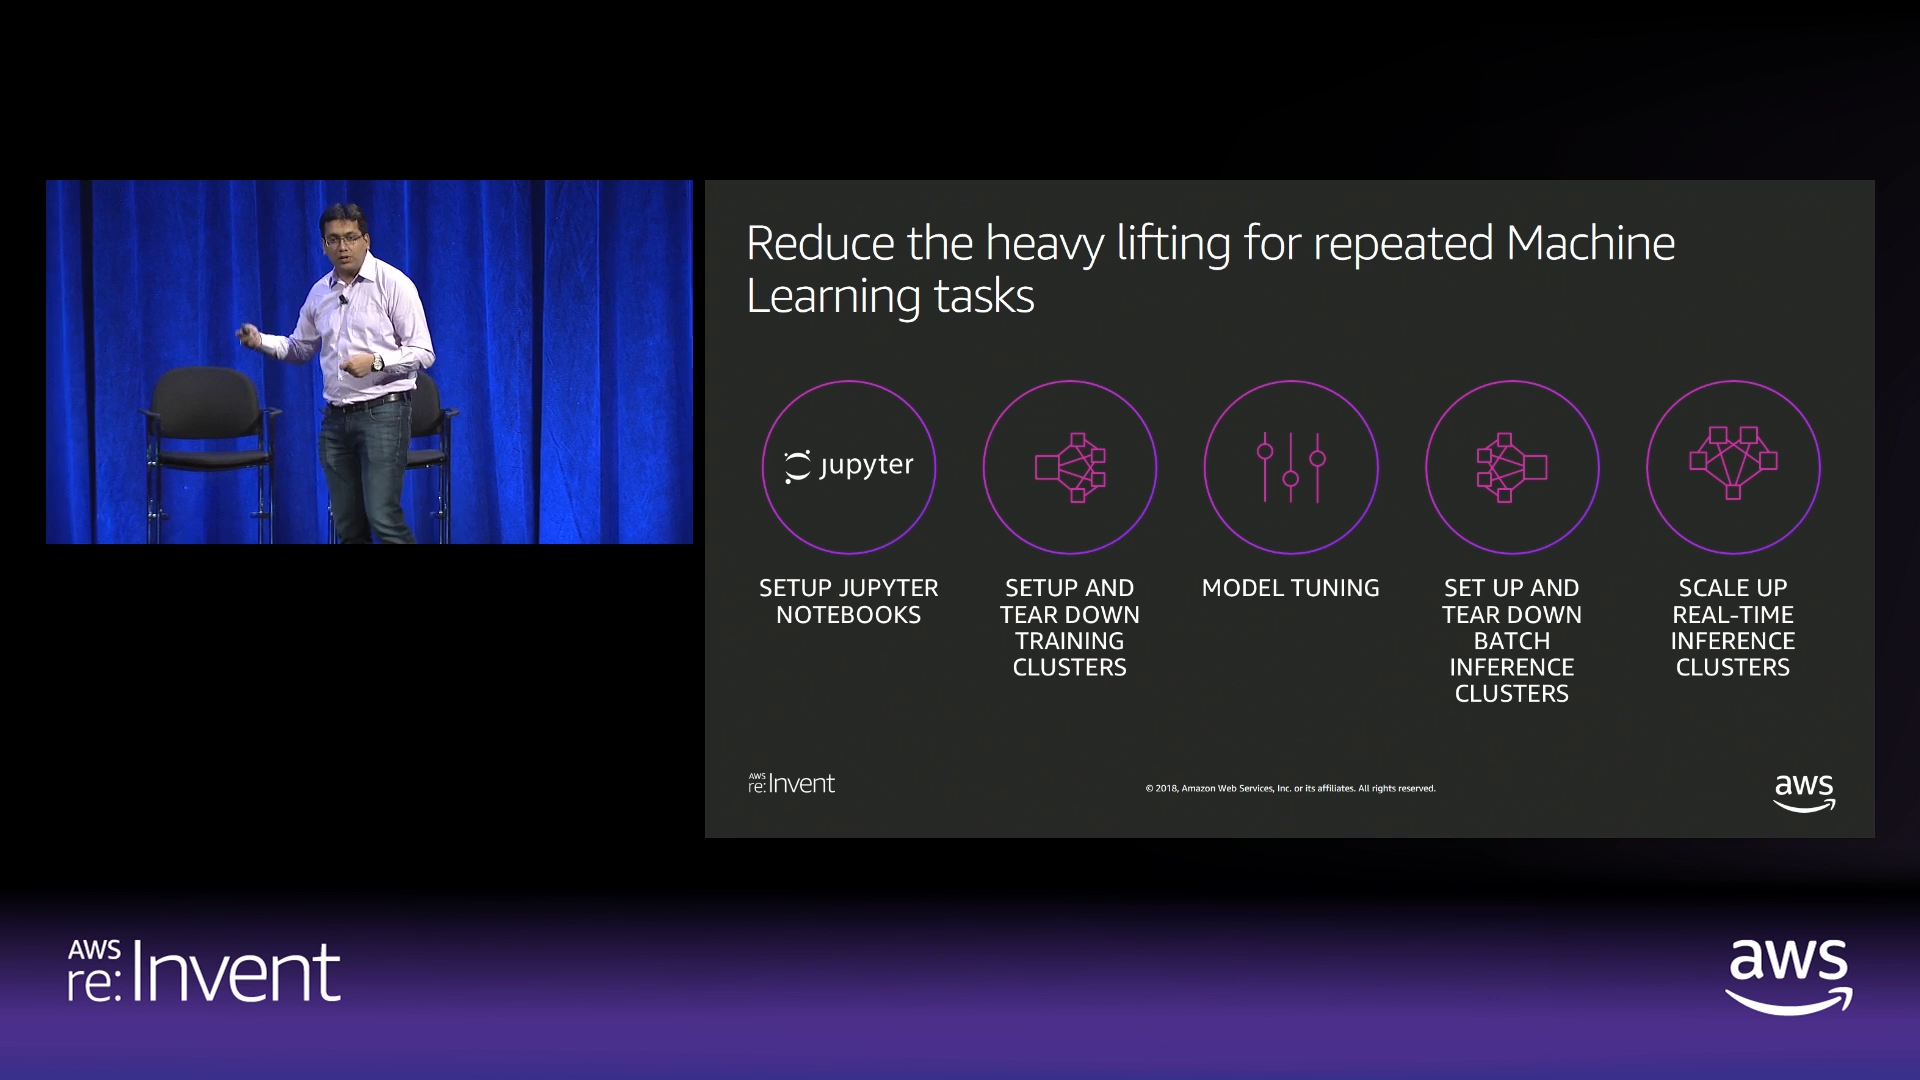 Reduce the heavy lifting for repeated Machine
Learning tasks
jupyter
SETUP JUPYTER
NOTEBOOKS
SETUP AND
TEAR DOWN
TRAINING
CLUSTERS
MODEL TUNING
SET UP AND
TEAR DOWN
BATCH
INFERENCE
CLUSTERS
SCALE UP
REAL-TIME
INFERENCE
CLUSTERS
AWS
re:Invent
© 2018, Amazon Web Services, Inc. or its affiliates. All rights reserved.
aws
AWS
re:Invent
aws